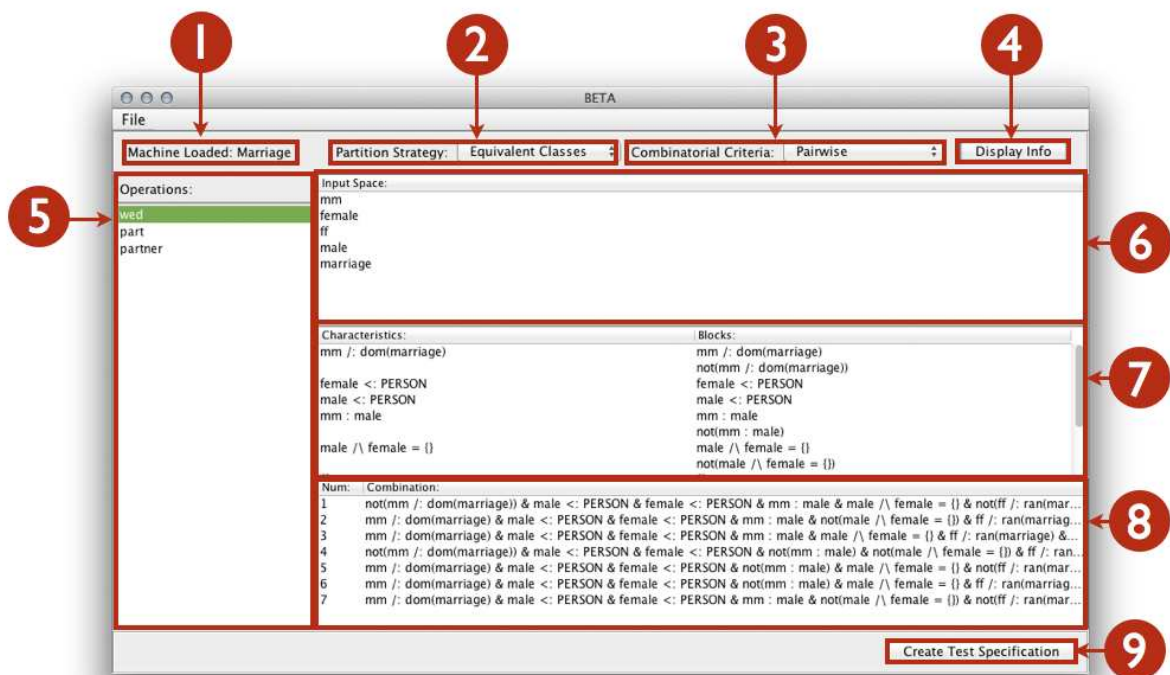 1
2
3
4
BETA
File
Machine Loaded: Marriage
Partition Strategy: Equivalent Classes
Combinatorial Criteria: Pairwise
Display Info
5
Operations:
wed
part
partner
Input Space:
mm
female
ff
male
marriage
6
Characteristics: Blocks:
mm /: dom(marriage) mm /: dom(marriage)
not(mm /: dom(marriage))
female <: PERSON female <: PERSON
male <: PERSON male <: PERSON
mm : male mm : male
not(mm : male)
male /\ female = {} male /\ female = {}
not(male /\ female = {})
7
Num: Combination:
1 not(mm /: dom(marriage)) & male <: PERSON & female <: PERSON & mm : male & male /\ female = {} & not(ff /: ran(mar...
2 mm /: dom(marriage) & male <: PERSON & female <: PERSON & mm : male & not(male /\ female = {}) & ff /: ran(marriag...
3 mm /: dom(marriage) & male <: PERSON & female <: PERSON & mm : male & male /\ female = {} & ff /: ran(marriage) &...
4 not(mm /: dom(marriage)) & male <: PERSON & female <: PERSON & not(mm : male) & not(male /\ female = {}) & ff /: ran...
5 mm /: dom(marriage) & male <: PERSON & female <: PERSON & not(mm : male) & male /\ female = {} & not(ff /: ran(mar...
6 mm /: dom(marriage) & male <: PERSON & female <: PERSON & not(mm : male) & male /\ female = {} & ff /: ran(marriag...
7 mm /: dom(marriage) & male <: PERSON & female <: PERSON & mm : male & not(male /\ female = {}) & not(ff /: ran(mar...
8
Create Test Specification
9